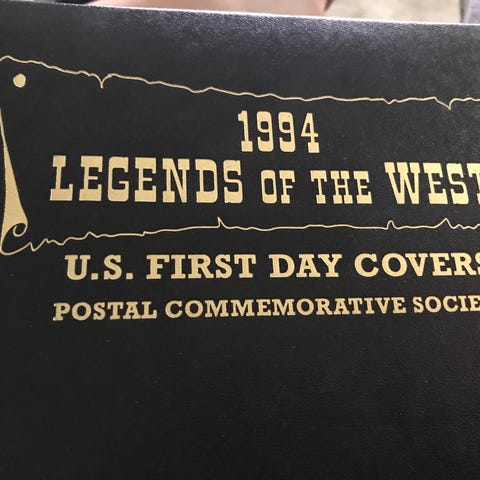 1994
LEGENDS OF THE WEST
U.S. FIRST DAY COVERS
POSTAL COMMEMORATIVE SOCIE